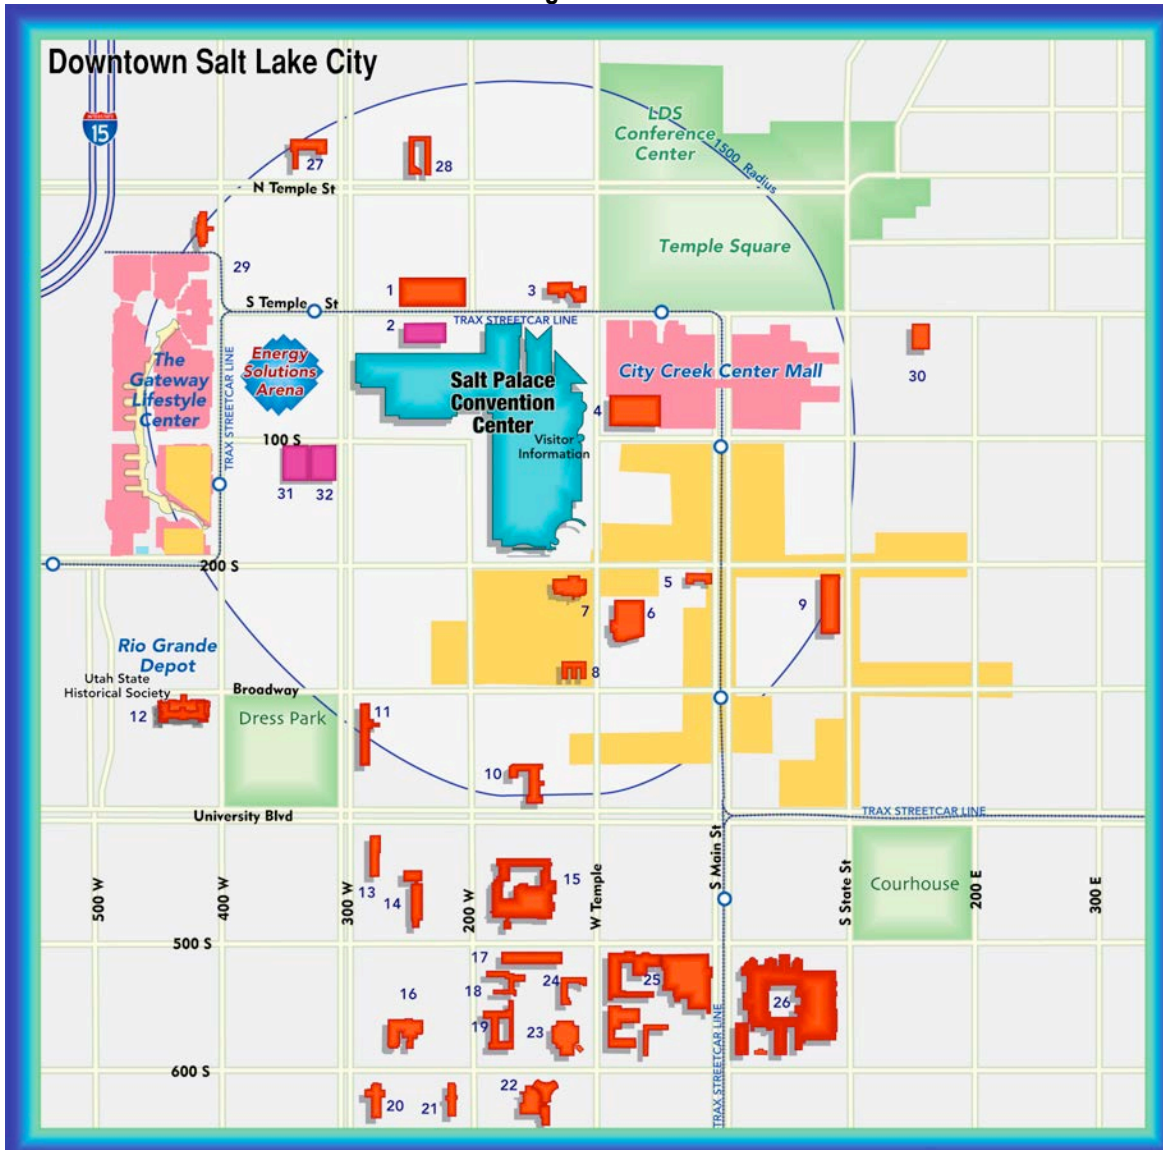 Downtown Salt Lake City
INTERSTATE
15
LDS
Conference
Center
1500 Radius
27
28
N Temple St
Temple Square
29
S Temple St
1
3
TRAX STREETCAR LINE
2
30
The
Gateway
Lifestyle
Center
TRAX STREETCAR LINE
Energy
Solutions
Arena
Salt Palace
Convention
Center
City Creek Center Mall
4
Visitor
Information
100 S
31
32
200 S
5
7
6
9
8
Rio Grande
Depot
Utah State
Historical Society
12
Broadway
Dress Park
11
10
University Blvd
TRAX STREETCAR LINE
500 W
400 W
300 W
200 W
W Temple
S Main St
S State St
Courhouse
200 E
300 E
13
14
15
500 S
17
18
24
25
16
19
23
26
TRAX STREETCAR LINE
600 S
20
21
22